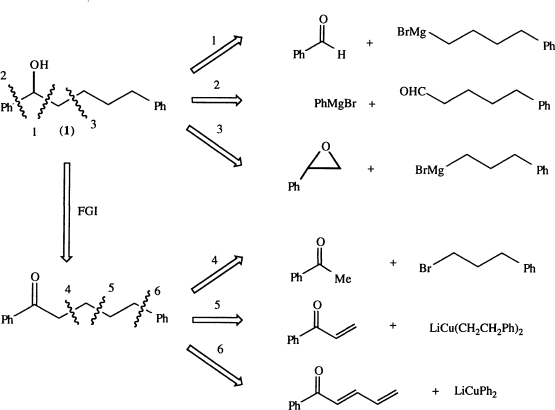 1
O
Ph
H
+
BrMg
Ph
2
OH
Ph
Ph
1
(1)
3
2
PhMgBr
+
OHC
Ph
3
O
Ph
+
BrMg
Ph
FGI
O
Ph
4
5
6
Ph
4
O
Ph
Me
+
Br
Ph
5
O
Ph
+
LiCu(CH₂CH₂Ph)₂
6
O
Ph
+
LiCuPh₂